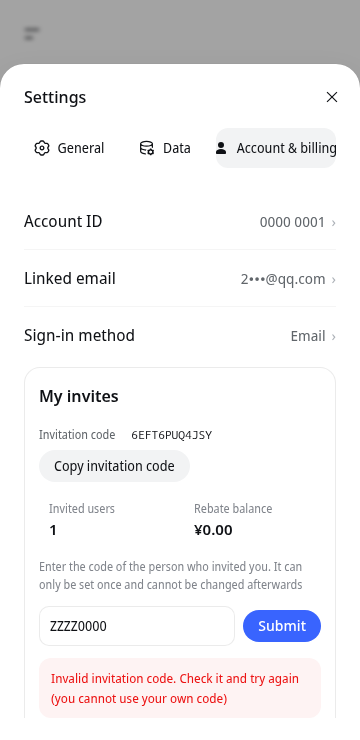 Settings
General Data Account & billing
Account ID 0000 0001 ›
Linked email 2•••@qq.com ›
Sign-in method Email ›
My invites
Invitation code 6EFT6PUQ4JSY
Copy invitation code
Invited users Rebate balance
1 ¥0.00
Enter the code of the person who invited you. It can
only be set once and cannot be changed afterwards
ZZZZ0000 Submit
Invalid invitation code. Check it and try again
(you cannot use your own code)